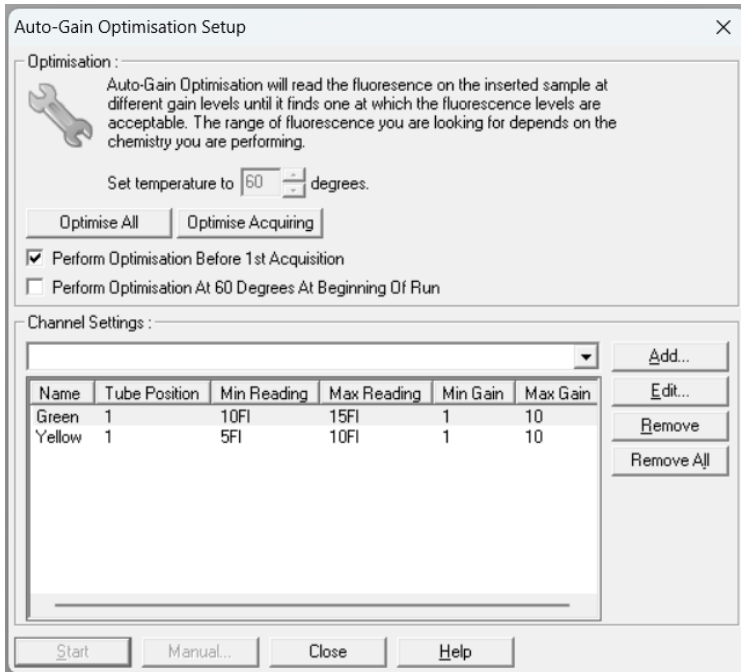 Auto-Gain Optimisation Setup
Optimisation :
Auto-Gain Optimisation will read the fluoresence on the inserted sample at
different gain levels until it finds one at which the fluorescence levels are
acceptable. The range of fluorescence you are looking for depends on the
chemistry you are performing.
Set temperature to 60 degrees.
Optimise All Optimise Acquiring
Perform Optimisation Before 1st Acquisition
Perform Optimisation At 60 Degrees At Beginning Of Run
Channel Settings :
Add...
Name Tube Position Min Reading Max Reading Min Gain Max Gain Edit...
Green 1 10Fl 15Fl 1 10
Remove
Yellow 1 5Fl 10Fl 1 10
Remove All
Start Manual... Close Help